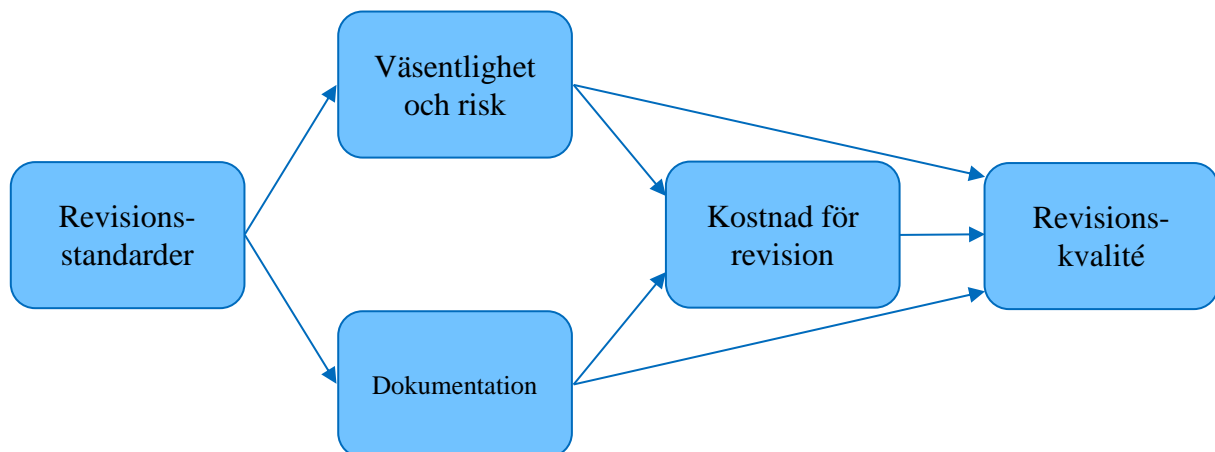 Väsentlighet
och risk
Revisions-
standarder
Kostnad för
revision
Revisions-
kvalité
Dokumentation